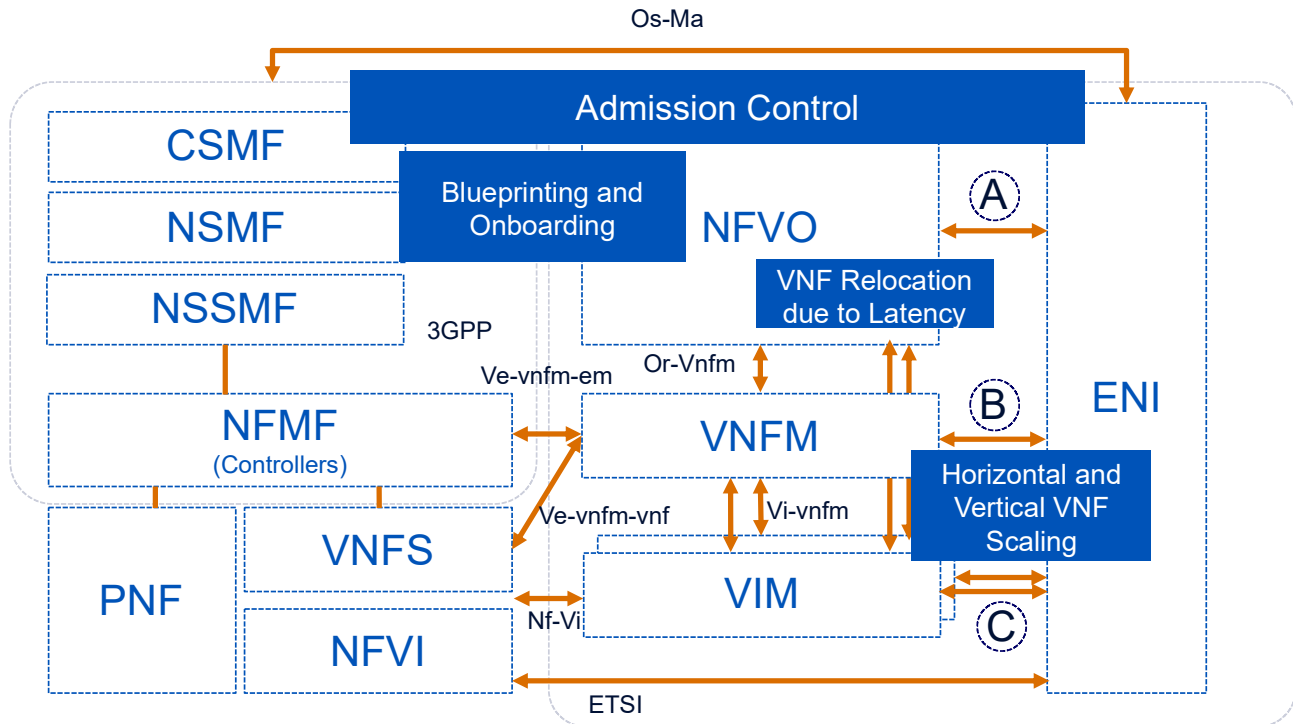 Os-Ma
Admission Control
CSMF
Blueprinting and
Onboarding
NSMF
NFVO
A
NSSMF
VNF Relocation
due to Latency
3GPP
Ve-vnfm-em
Or-Vnfm
NFMF
(Controllers)
VNFM
B
ENI
Horizontal and
Vertical VNF
Scaling
Ve-vnfm-vnf
Vi-vnfm
VNFS
PNF
VIM
Nf-Vi
C
NFVI
ETSI